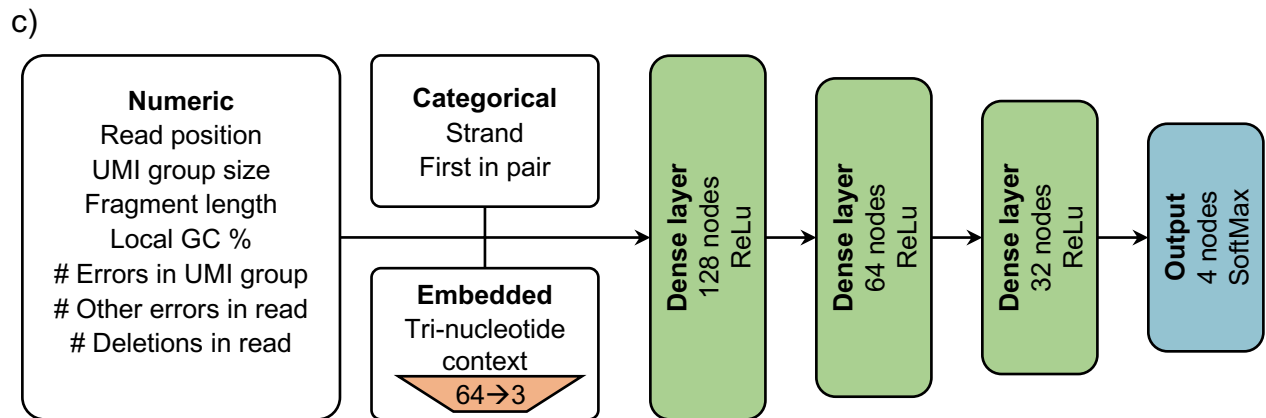 c)
Numeric
Read position
UMI group size
Fragment length
Local GC %
# Errors in UMI group
# Other errors in read
# Deletions in read
Categorical
Strand
First in pair
Embedded
Tri-nucleotide
context
64→3
Dense layer
128 nodes
ReLu
Dense layer
64 nodes
ReLu
Dense layer
32 nodes
ReLu
Output
4 nodes
SoftMax